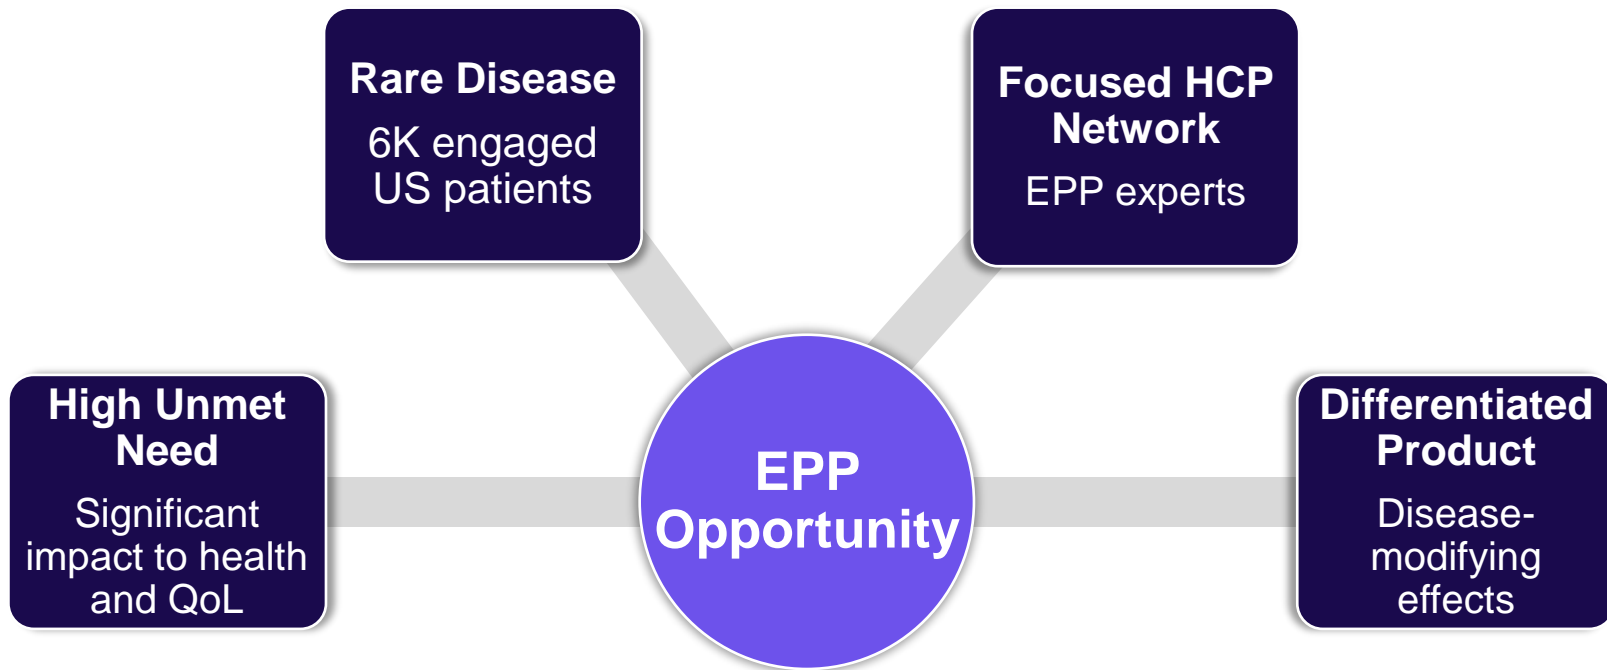 Rare Disease
6K engaged
US patients
Focused HCP
Network
EPP experts
High Unmet
Need
Significant
impact to health
and QoL
EPP
Opportunity
Differentiated
Product
Disease-
modifying
effects